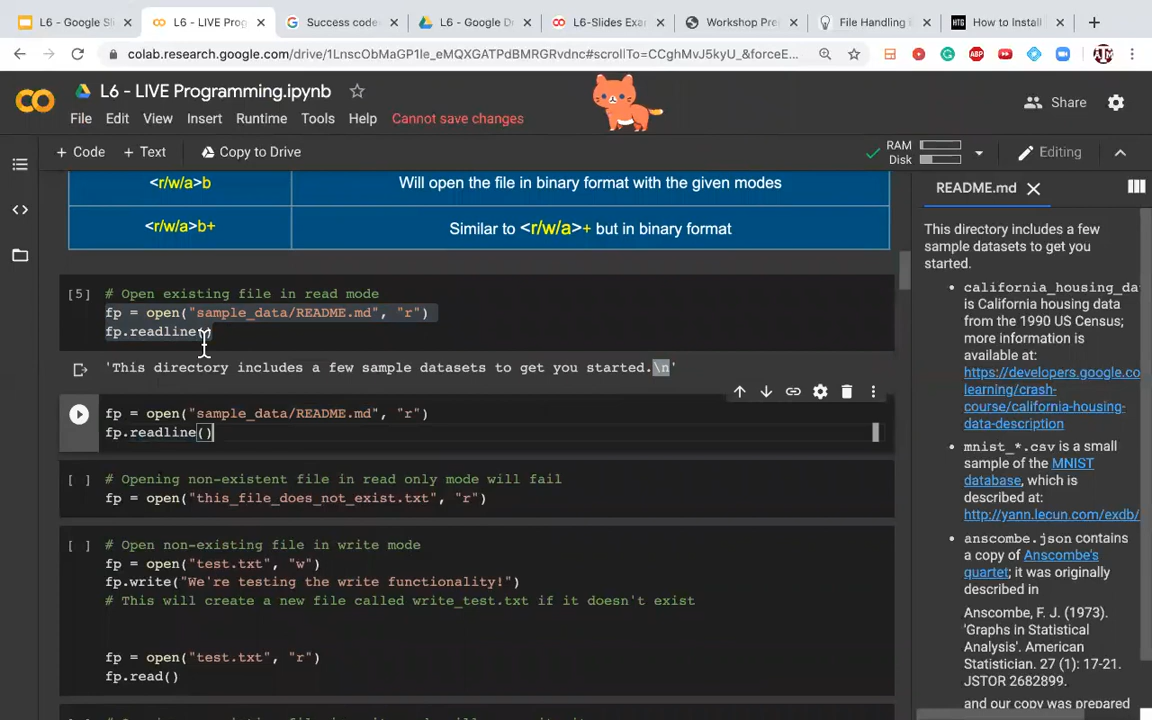 L6 - Google Sl
L6 - LIVE Prog
Success code
L6 - Google D
L6-Slides Exa
Workshop Pre
File Handling i
How to Install
colab.research.google.com/drive/1LnscObMaGP1Ie_eMQXGATPdBMRGRvdnc#scrollTo=CCghMvJ5kyU_&forceE...
L6 - LIVE Programming.ipynb
Share
File Edit View Insert Runtime Tools Help Cannot save changes
+ Code + Text Copy to Drive
RAM
Disk
Editing
<r/w/a>b Will open the file in binary format with the given modes
<r/w/a>b+ Similar to <r/w/a>+ but in binary format
[5] # Open existing file in read mode
fp = open("sample_data/README.md", "r")
fp.readline()
'This directory includes a few sample datasets to get you started.\n'
fp = open("sample_data/README.md", "r")
fp.readline()
[ ] # Opening non-existent file in read only mode will fail
fp = open("this_file_does_not_exist.txt", "r")
[ ] # Open non-existing file in write mode
fp = open("test.txt", "w")
fp.write("We're testing the write functionality!")
# This will create a new file called write_test.txt if it doesn't exist
fp = open("test.txt", "r")
fp.read()
README.md
This directory includes a few
sample datasets to get you
started.
california_housing_da
is California housing data
from the 1990 US Census;
more information is
available at:
https://developers.google.co
learning/crash-
course/california-housing-
data-description
mnist_*.csv is a small
sample of the MNIST
database, which is
described at:
http://yann.lecun.com/exdb/
anscombe.json contains
a copy of Anscombe's
quartet; it was originally
described in
Anscombe, F. J. (1973).
'Graphs in Statistical
Analysis'. American
Statistician. 27 (1): 17-21.
JSTOR 2682899.
and our copy was prepared